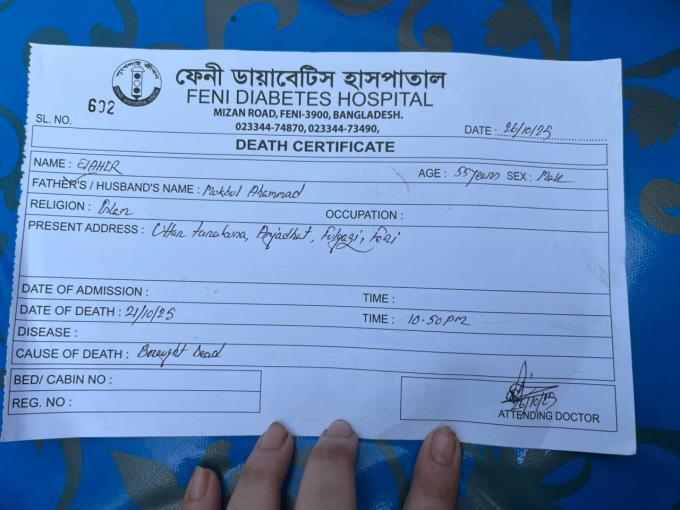 ফেনী ডায়াবেটিস হাসপাতাল
FENI DIABETES HOSPITAL
MIZAN ROAD, FENI-3900, BANGLADESH.
023344-74870, 023344-73490,
SL. NO. 602
DATE : 26/10/25
DEATH CERTIFICATE
NAME : AGE : 55 years SEX : Male
FATHER'S / HUSBAND'S NAME : Mokbul Ahammad
RELIGION : Islam OCCUPATION :
PRESENT ADDRESS : Uttar Anjadhat, Fulgazi, Feni
DATE OF ADMISSION : TIME :
DATE OF DEATH : 21/10/25 TIME : 10.50 PM
DISEASE :
CAUSE OF DEATH : Brought Dead
BED/ CABIN NO :
REG. NO :
26/10/25
ATTENDING DOCTOR